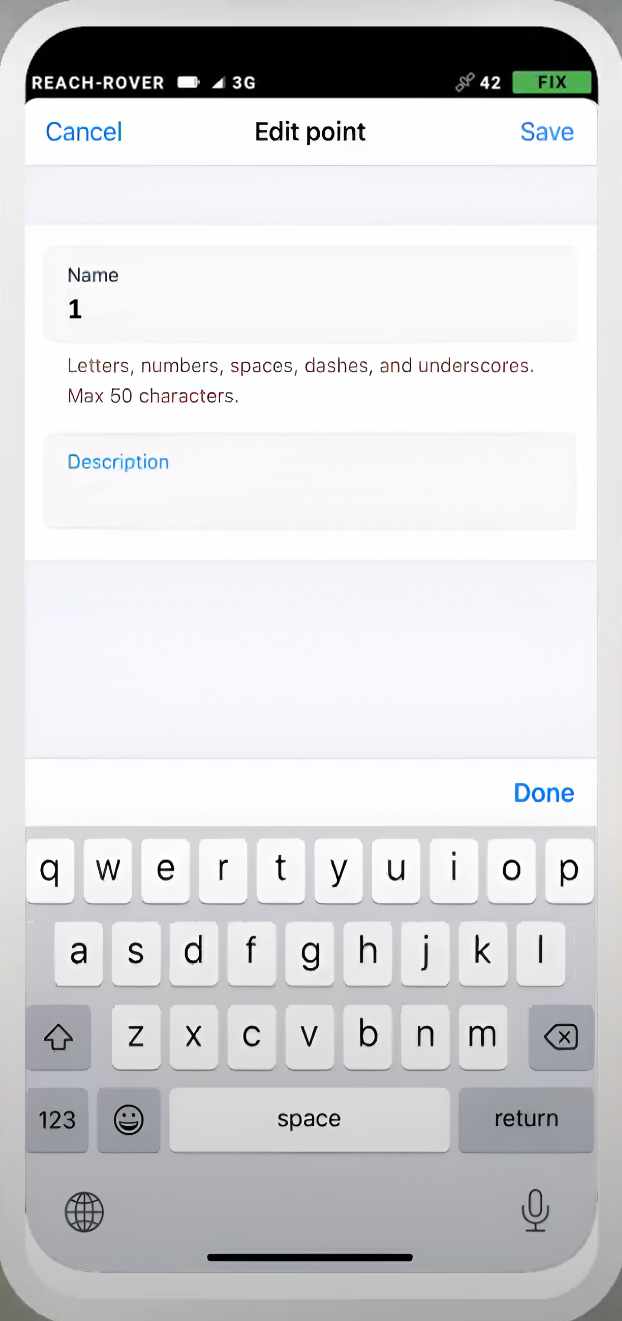 REACH-ROVER 3G 42 FIX
Cancel Edit point Save
Name
1
Letters, numbers, spaces, dashes, and underscores.
Max 50 characters.
Description
Done
q w e r t y u i o p
a s d f g h j k l
z x c v b n m
123 space return